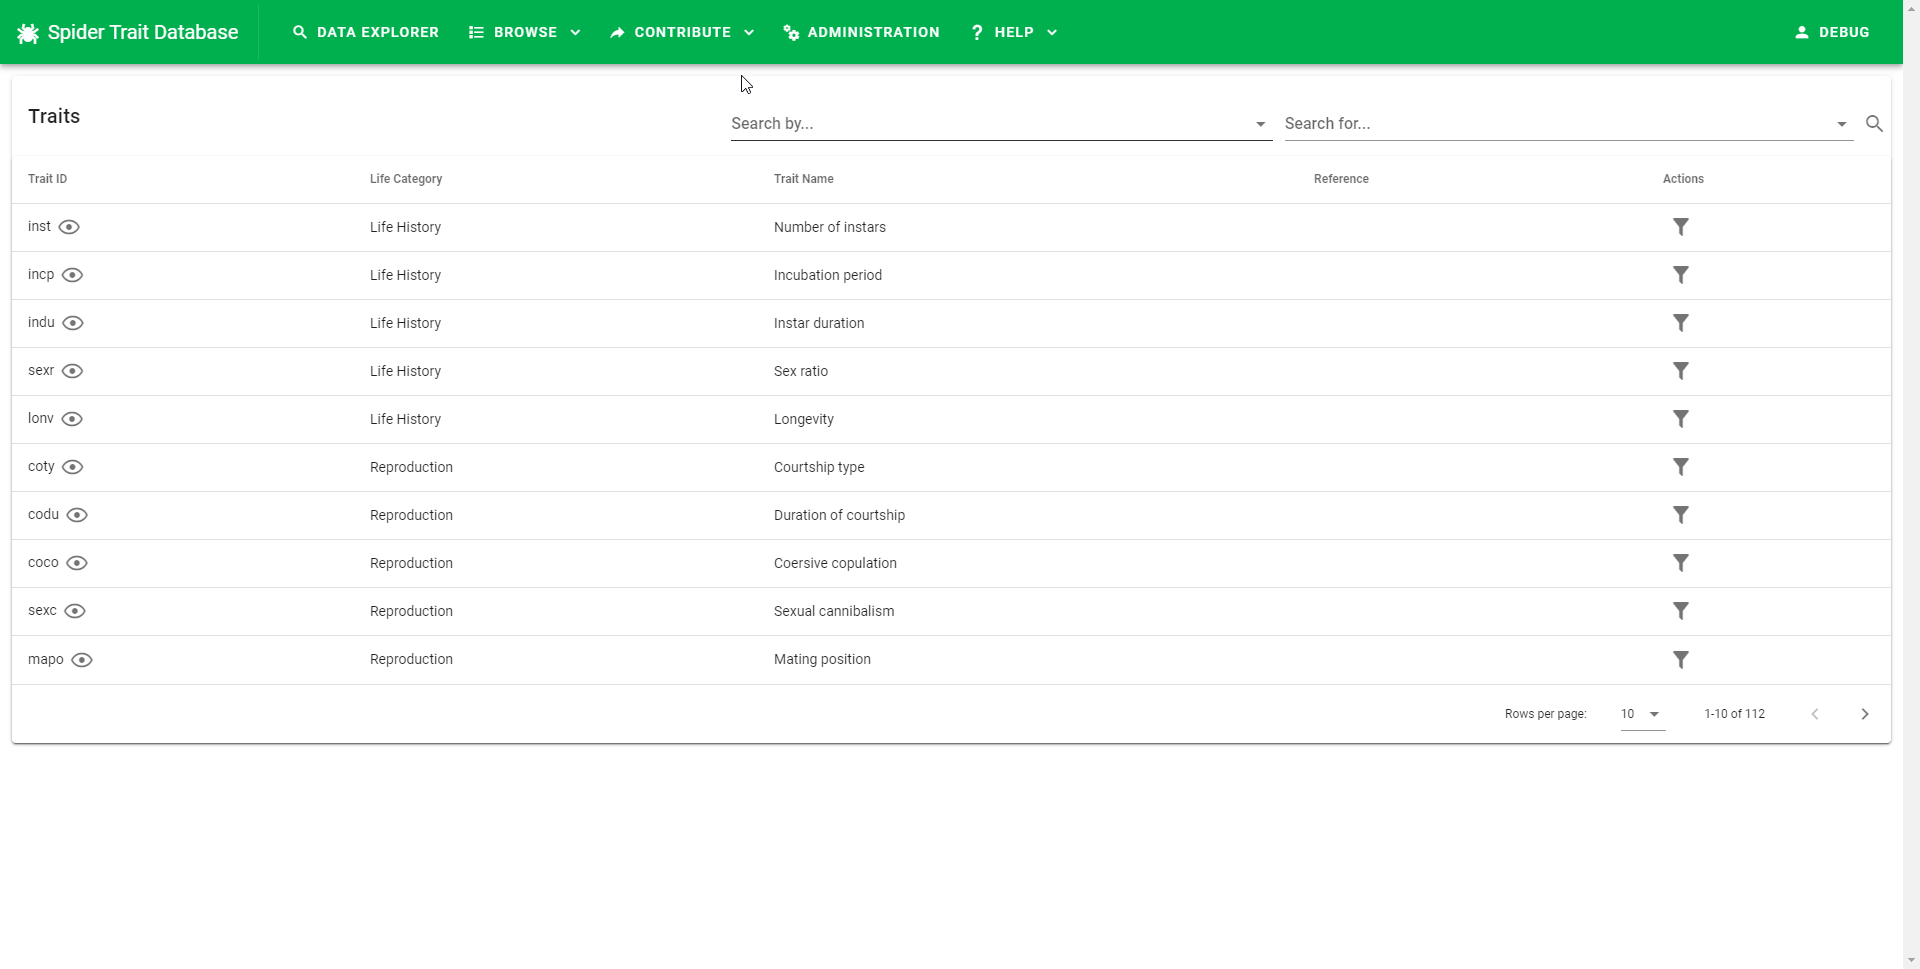 Spider Trait Database DATA EXPLORER BROWSE CONTRIBUTE ADMINISTRATION HELP DEBUG
Traits Search by... Search for...
Trait ID Life Category Trait Name Reference Actions
inst Life History Number of instars
incp Life History Incubation period
indu Life History Instar duration
sexr Life History Sex ratio
lonv Life History Longevity
coty Reproduction Courtship type
codu Reproduction Duration of courtship
coco Reproduction Coersive copulation
sexc Reproduction Sexual cannibalism
mapo Reproduction Mating position
Rows per page: 10 1-10 of 112